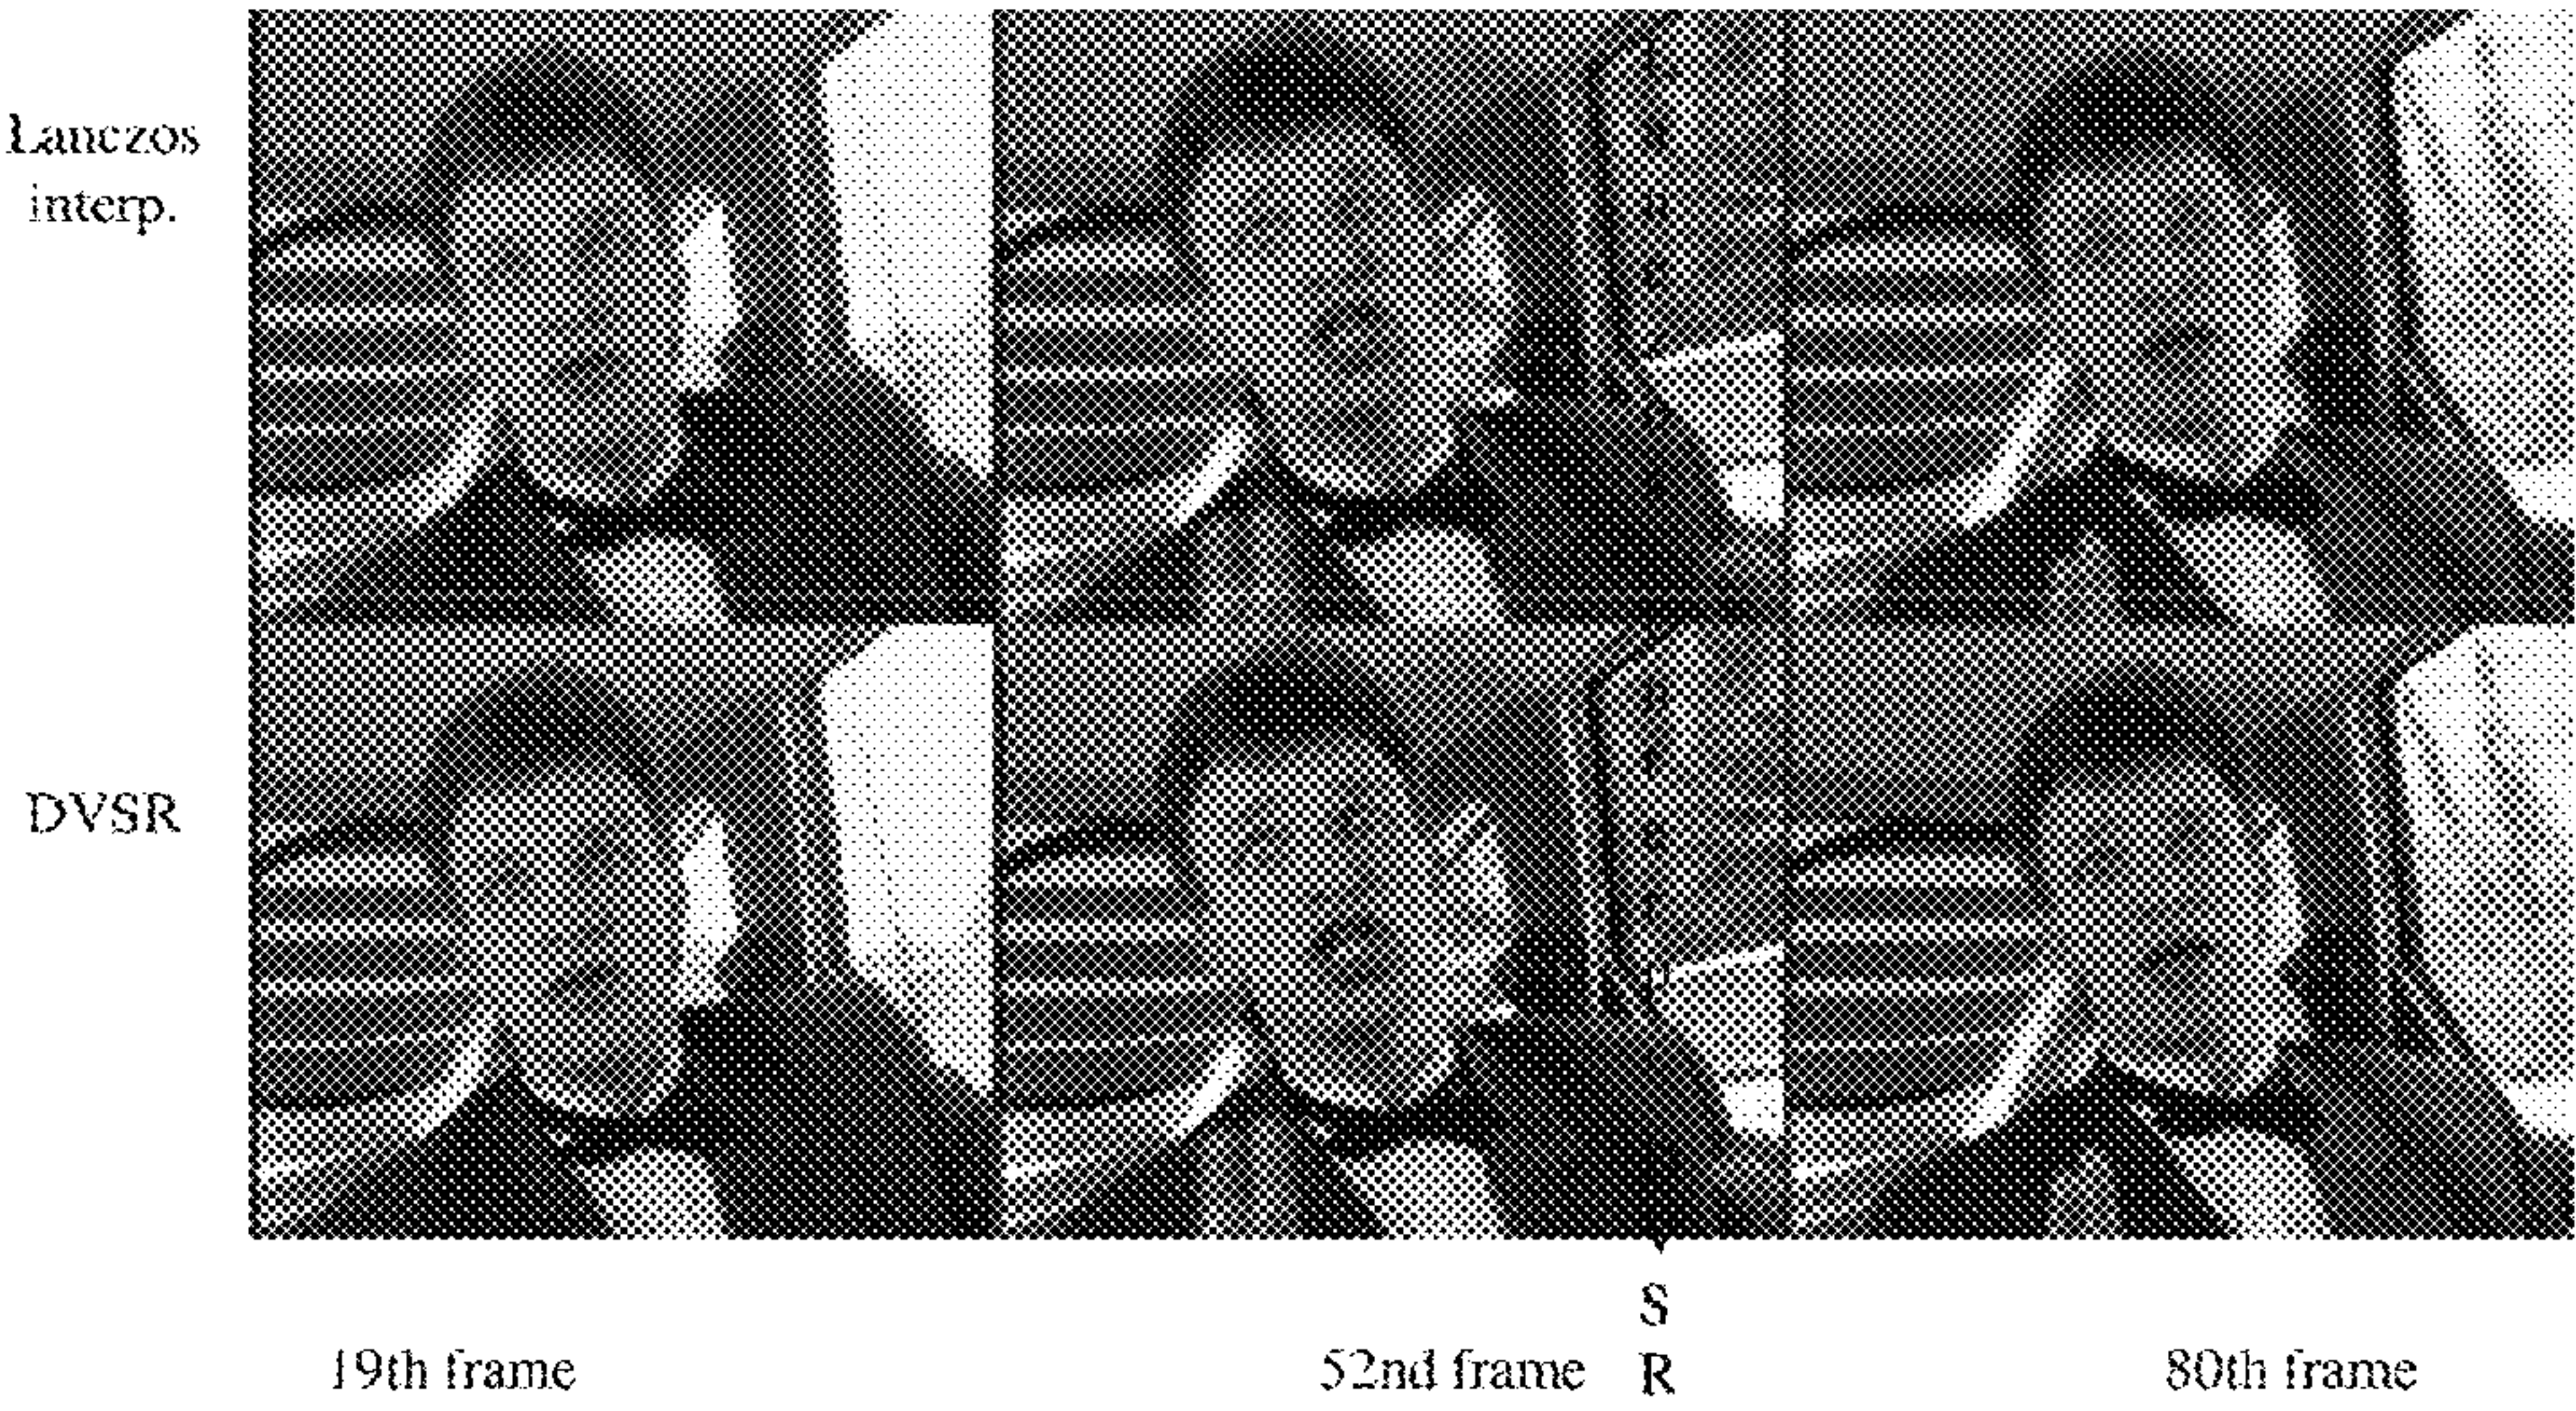 Lanczos
interp.
DVSR
S
R
19th frame
52nd frame
80th frame